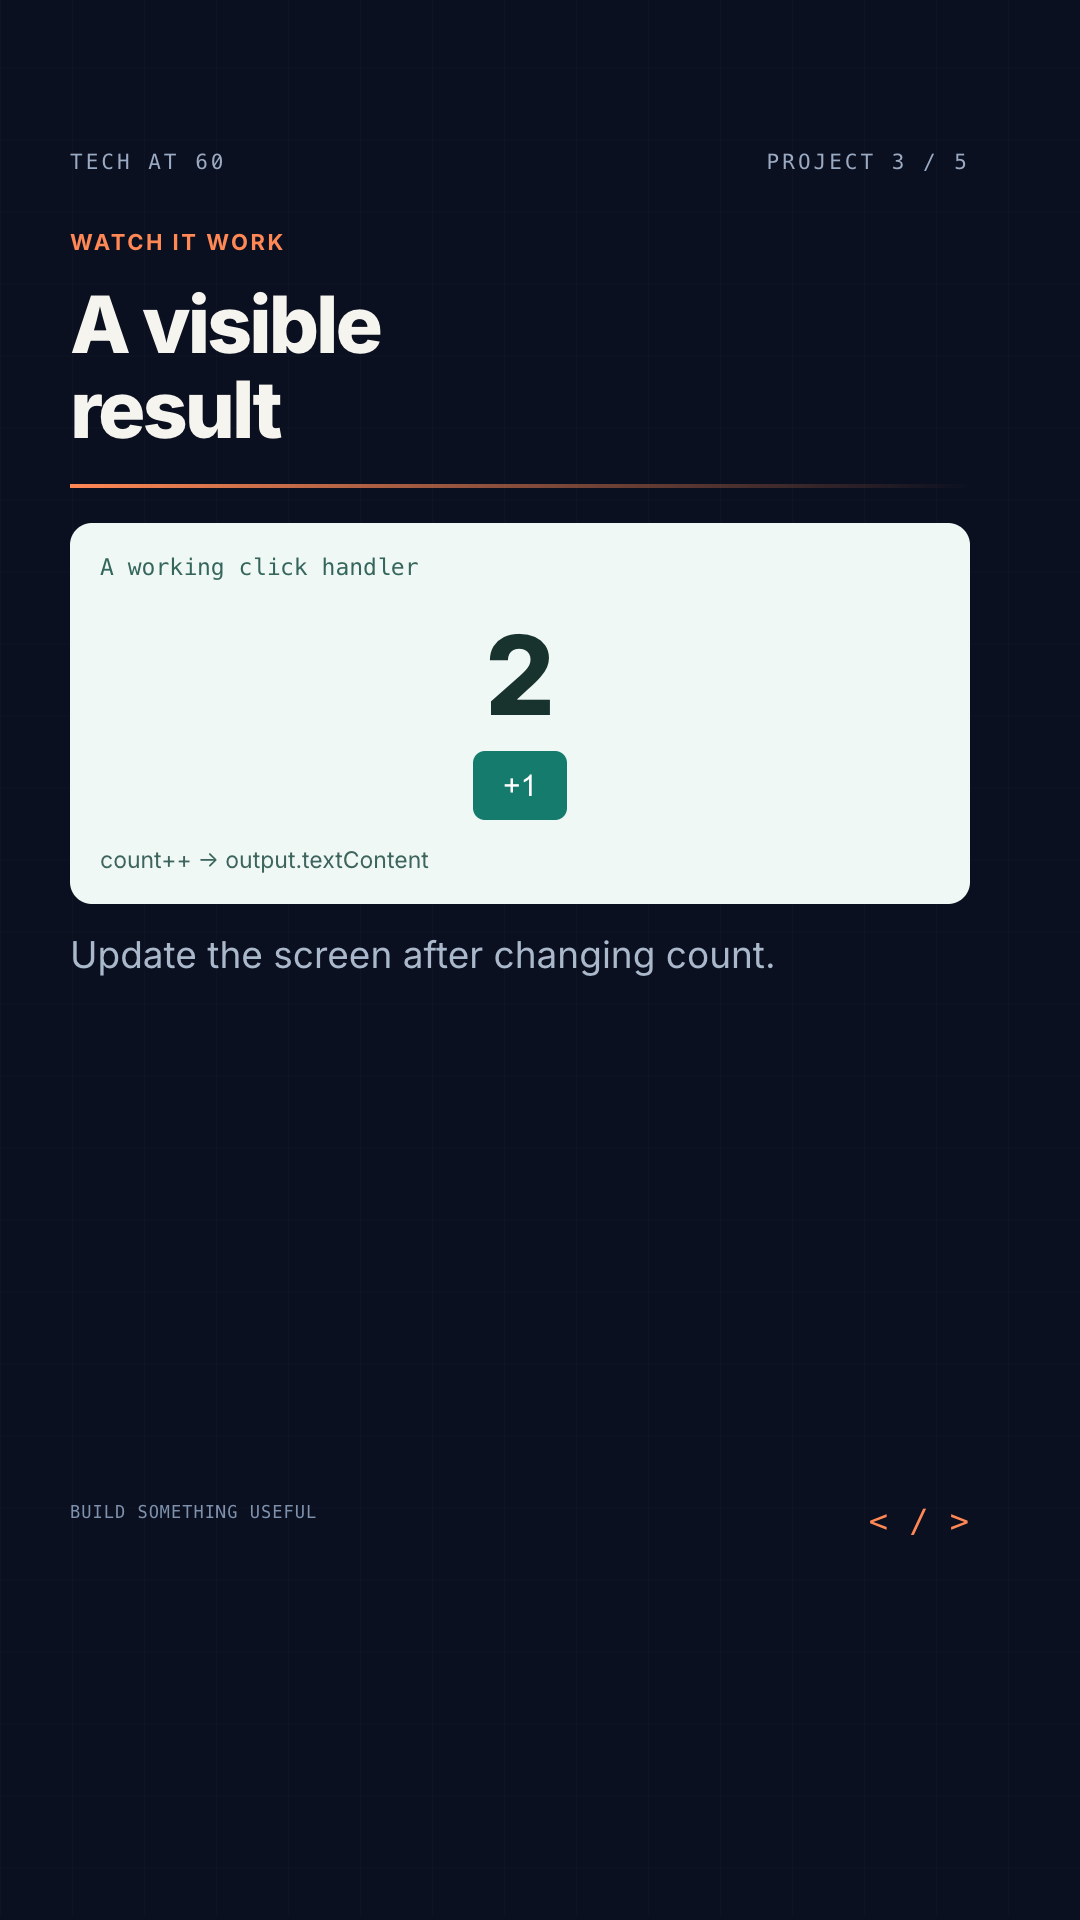 TECH AT 60
PROJECT 3 / 5
WATCH IT WORK
A visible
result
A working click handler
2
+1
count++ → output.textContent
Update the screen after changing count.
BUILD SOMETHING USEFUL
< / >